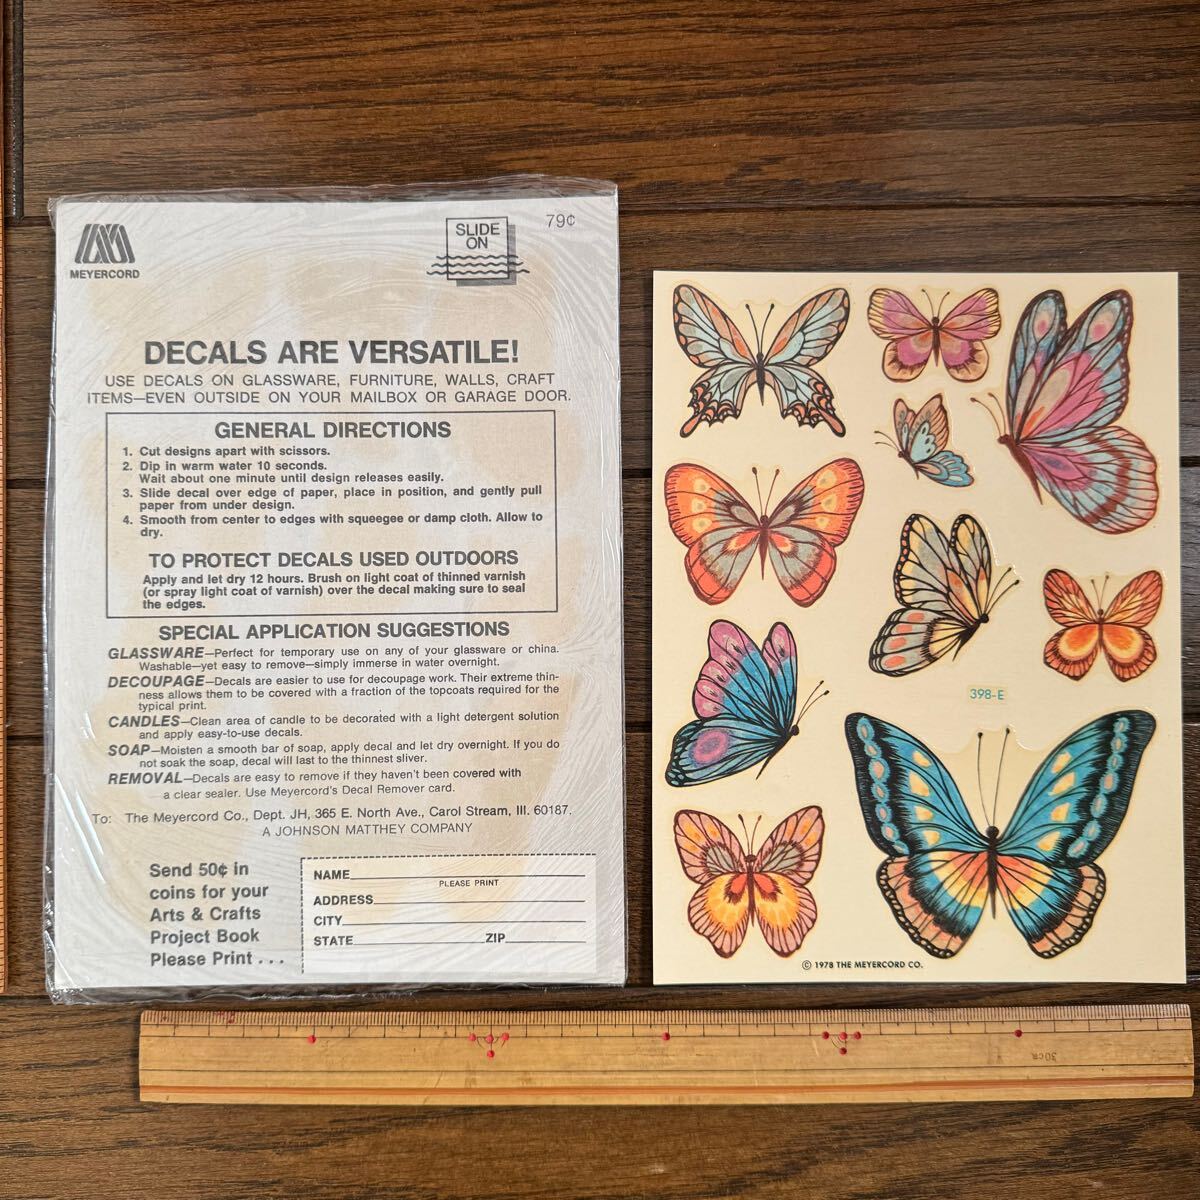 MEYERCORD
SLIDE
ON
79¢
DECALS ARE VERSATILE!
USE DECALS ON GLASSWARE, FURNITURE, WALLS, CRAFT
ITEMS—EVEN OUTSIDE ON YOUR MAILBOX OR GARAGE DOOR.
GENERAL DIRECTIONS
1. Cut designs apart with scissors.
2. Dip in warm water 10 seconds.
Wait about one minute until design releases easily.
3. Slide decal over edge of paper, place in position, and gently pull
paper from under design.
4. Smooth from center to edges with squeegee or damp cloth. Allow to
dry.
TO PROTECT DECALS USED OUTDOORS
Apply and let dry 12 hours. Brush on light coat of thinned varnish
(or spray light coat of varnish) over the decal making sure to seal
the edges.
SPECIAL APPLICATION SUGGESTIONS
GLASSWARE—Perfect for temporary use on any of your glassware or china.
Washable—yet easy to remove—simply immerse in water overnight.
DECOUPAGE—Decals are easier to use for decoupage work. Their extreme thin-
ness allows them to be covered with a fraction of the topcoats required for the
typical print.
CANDLES—Clean area of candle to be decorated with a light detergent solution
and apply easy-to-use decals.
SOAP—Moisten a smooth bar of soap, apply decal and let dry overnight. If you do
not soak the soap, decal will last to the thinnest sliver.
REMOVAL—Decals are easy to remove if they haven't been covered with
a clear sealer. Use Meyercord's Decal Remover card.
To: The Meyercord Co., Dept. JH, 365 E. North Ave., Carol Stream, Ill. 60187.
A JOHNSON MATTHEY COMPANY
Send 50¢ in
coins for your
Arts & Crafts
Project Book
Please Print . . .
NAME
PLEASE PRINT
ADDRESS
CITY
STATE ZIP
398-E
© 1978 THE MEYERCORD CO.